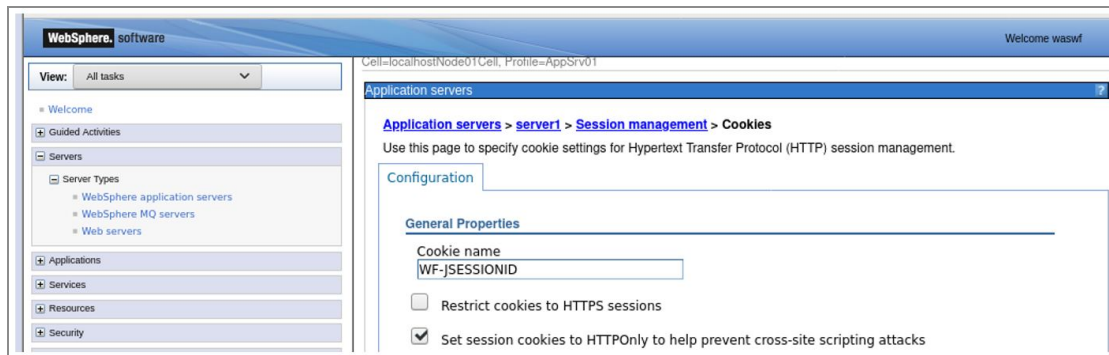 WebSphere. software
Welcome waswf
View: All tasks
Welcome
Guided Activities
Servers
Server Types
WebSphere application servers
WebSphere MQ servers
Web servers
Applications
Services
Resources
Security
Cell=localhostNode01Cell, Profile=AppSrv01
Application servers
?
Application servers > server1 > Session management > Cookies
Use this page to specify cookie settings for Hypertext Transfer Protocol (HTTP) session management.
Configuration
General Properties
Cookie name
WF-JSESSIONID
Restrict cookies to HTTPS sessions
Set session cookies to HTTPOnly to help prevent cross-site scripting attacks